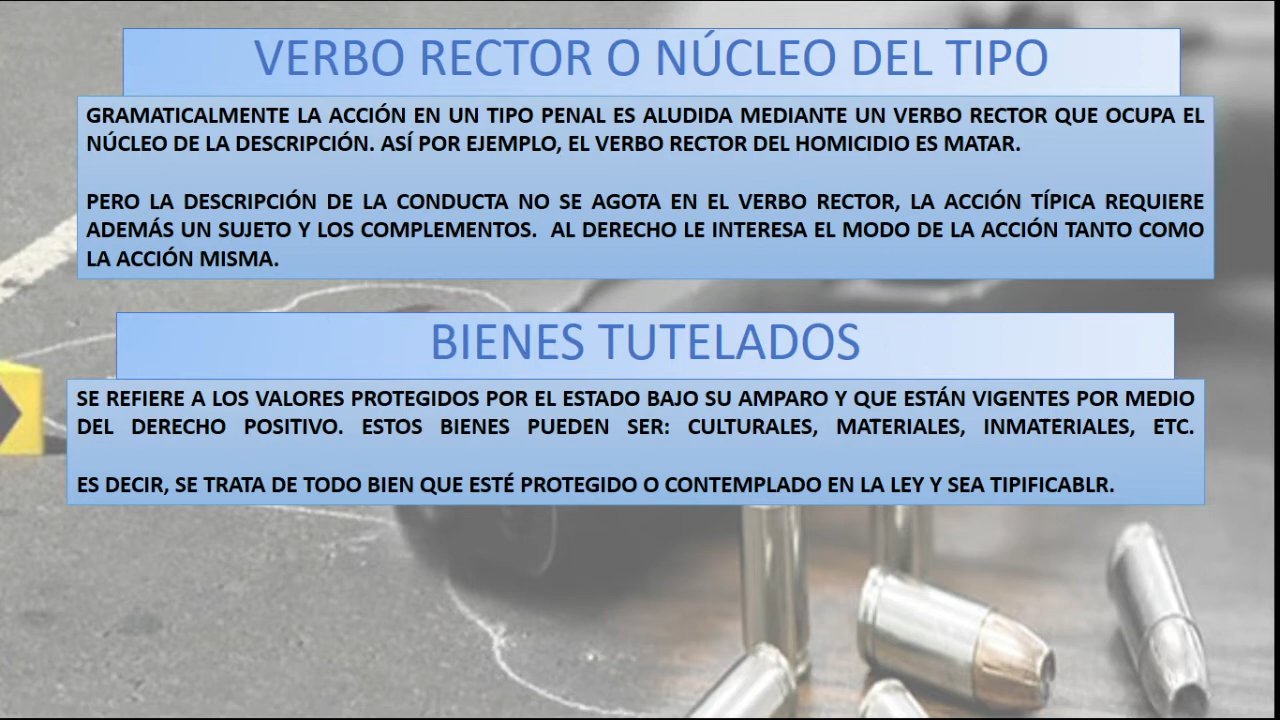 VERBO RECTOR O NÚCLEO DEL TIPO
GRAMATICALMENTE LA ACCIÓN EN UN TIPO PENAL ES ALUDIDA MEDIANTE UN VERBO RECTOR QUE OCUPA EL
NÚCLEO DE LA DESCRIPCIÓN. ASÍ POR EJEMPLO, EL VERBO RECTOR DEL HOMICIDIO ES MATAR.
PERO LA DESCRIPCIÓN DE LA CONDUCTA NO SE AGOTA EN EL VERBO RECTOR, LA ACCIÓN TÍPICA REQUIERE
ADEMÁS UN SUJETO Y LOS COMPLEMENTOS. AL DERECHO LE INTERESA EL MODO DE LA ACCIÓN TANTO COMO
LA ACCIÓN MISMA.
BIENES TUTELADOS
SE REFIERE A LOS VALORES PROTEGIDOS POR EL ESTADO BAJO SU AMPARO Y QUE ESTÁN VIGENTES POR MEDIO
DEL DERECHO POSITIVO. ESTOS BIENES PUEDEN SER: CULTURALES, MATERIALES, INMATERIALES, ETC.
ES DECIR, SE TRATA DE TODO BIEN QUE ESTÉ PROTEGIDO O CONTEMPLADO EN LA LEY Y SEA TIPIFICABLR.